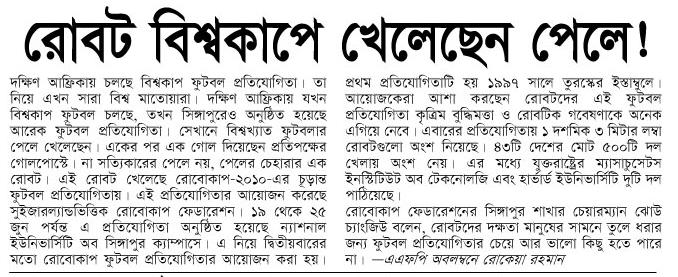 রোবট বিশ্বকাপে খেলেছেন পেলে!
দক্ষিণ আফ্রিকায় চলছে বিশ্বকাপ ফুটবল প্রতিযোগিতা। তা
নিয়ে এখন সারা বিশ্ব মাতোয়ারা। দক্ষিণ আফ্রিকায় যখন
বিশ্বকাপ ফুটবল চলছে, তখন সিঙ্গাপুরেও অনুষ্ঠিত হয়েছে
আরেক ফুটবল প্রতিযোগিতা। সেখানে বিশ্বখ্যাত ফুটবলার
পেলে খেলেছেন। একের পর এক গোল দিয়েছেন প্রতিপক্ষের
গোলপোস্টে। না সত্যিকারের পেলে নয়, পেলের চেহারার এক
রোবট। এই রোবট খেলেছে রোবোকাপ-২০১০-এর চূড়ান্ত
ফুটবল প্রতিযোগিতায়। এই প্রতিযোগিতার আয়োজন করেছে
সুইজারল্যান্ডভিত্তিক রোবোকাপ ফেডারেশন। ১৯ থেকে ২৫
জুন পর্যন্ত এ প্রতিযোগিতা অনুষ্ঠিত হয়েছে ন্যাশনাল
ইউনিভার্সিটি অব সিঙ্গাপুর ক্যাম্পাসে। এ নিয়ে দ্বিতীয়বারের
মতো রোবোকাপ ফুটবল প্রতিযোগিতার আয়োজন করা হয়।
প্রথম প্রতিযোগিতাটি হয় ১৯৯৭ সালে তুরস্কের ইস্তাম্বুলে।
আয়োজকেরা আশা করছেন রোবটদের এই ফুটবল
প্রতিযোগিতা কৃত্রিম বুদ্ধিমত্তা ও রোবটিক গবেষণাকে অনেক
এগিয়ে নেবে। এবারের প্রতিযোগিতায় ১ দশমিক ৩ মিটার লম্বা
রোবটগুলো অংশ নিয়েছে। ৪৩টি দেশের মোট ৫০০টি দল
খেলায় অংশ নেয়। এর মধ্যে যুক্তরাষ্ট্রের ম্যাসাচুসেটস
ইনস্টিটিউট অব টেকনোলজি এবং হার্ভার্ড ইউনিভার্সিটি দুটি দল
পাঠিয়েছে।
রোবোকাপ ফেডারেশনের সিঙ্গাপুর শাখার চেয়ারম্যান ঝোউ
চ্যাংজিউ বলেন, রোবটদের দক্ষতা মানুষের সামনে তুলে ধরার
জন্য ফুটবল প্রতিযোগিতার চেয়ে আর ভালো কিছু হতে পারে
না। —এএফপি অবলম্বনে রোকেয়া রহমান